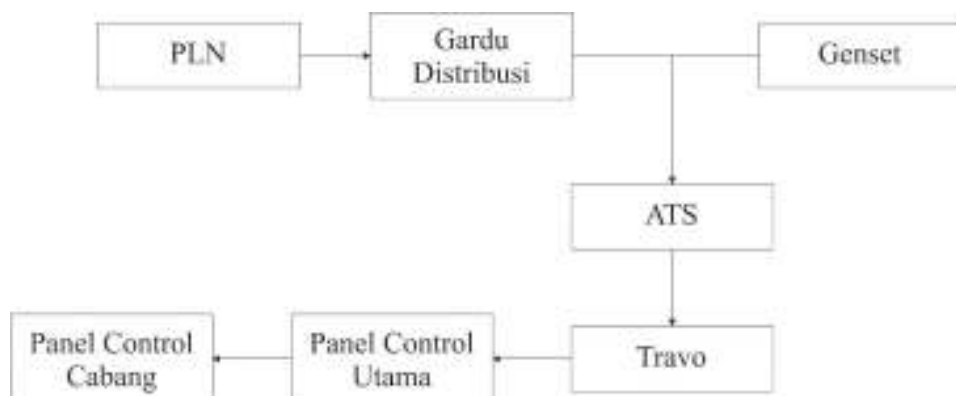 PLN
Gardu
Distribusi
Genset
ATS
Travo
Panel Control
Utama
Panel Control
Cabang